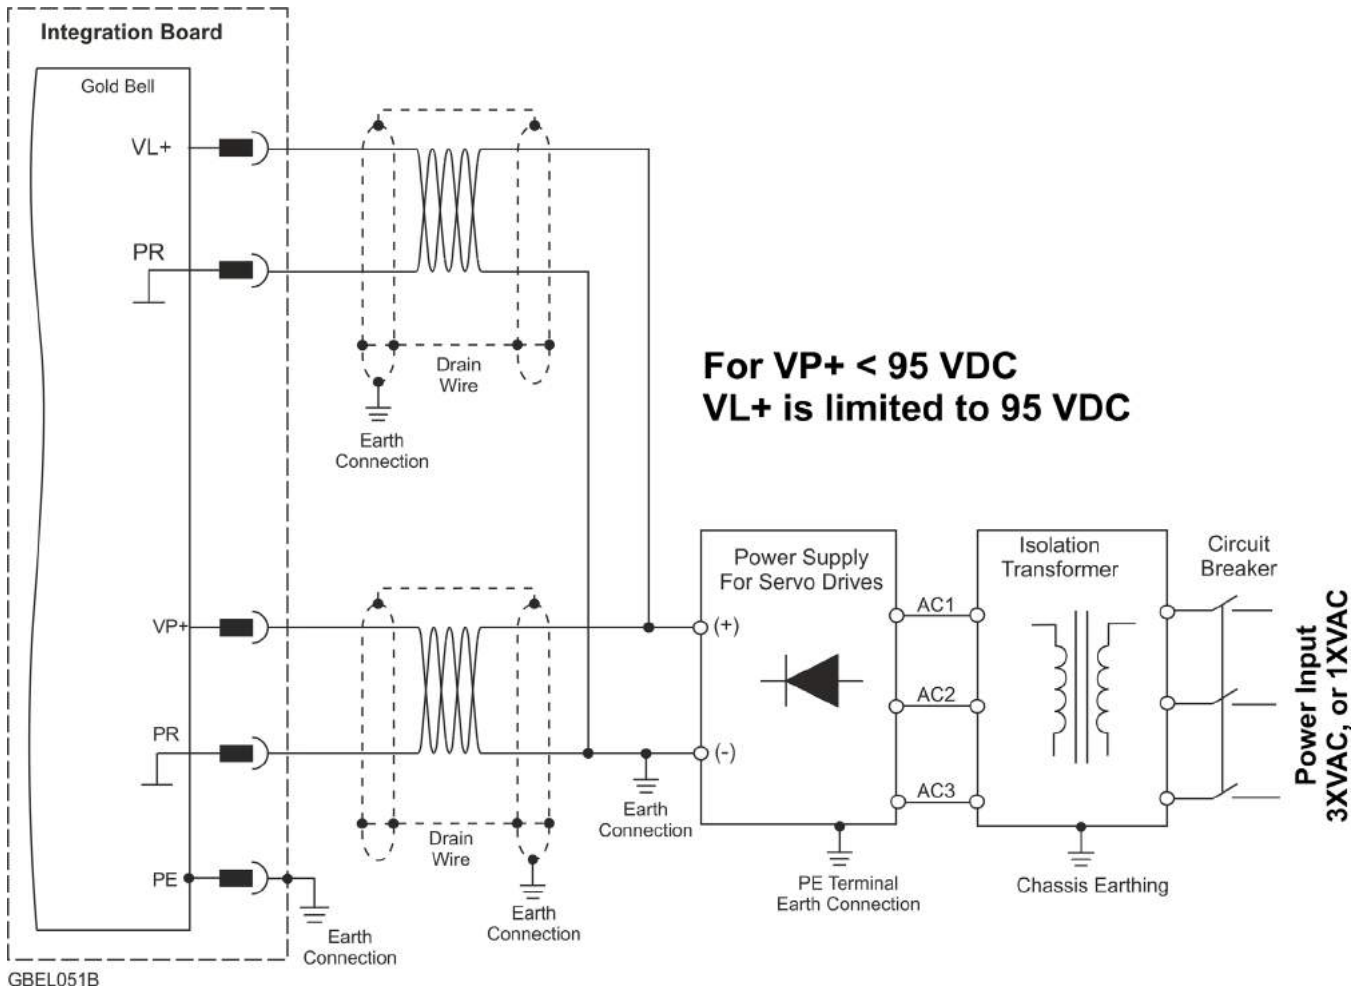 Integration Board
Gold Bell
VL+
PR
Drain
Wire
Earth
Connection
For VP+ < 95 VDC
VL+ is limited to 95 VDC
VP+
PR
PE
Drain
Wire
Earth
Connection
Earth
Connection
Earth
Connection
(+)
(-)
Power Supply
For Servo Drives
PE Terminal
Earth Connection
AC1
AC2
AC3
Isolation
Transformer
Chassis Earthing
Circuit
Breaker
Power Input
3XVAC, or 1XVAC
GBEL051B